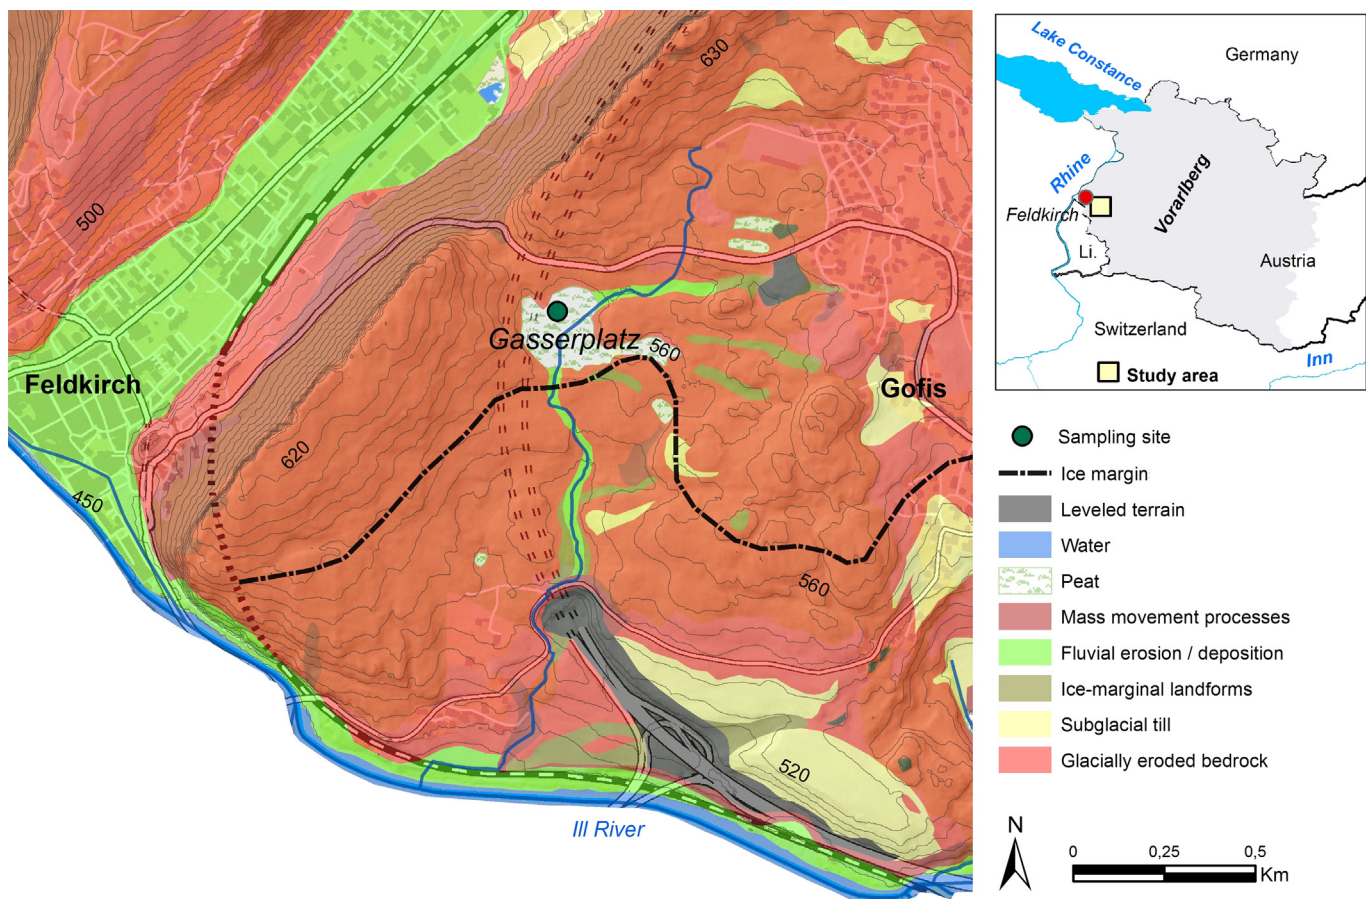 630
500
Gasserplatz
560
Feldkirch
Gofis
620
450
560
520
Ill River
Lake Constance
Germany
Rhine
Vorarlberg
Feldkirch
Li.
Austria
Switzerland
Inn
Study area
Sampling site
Ice margin
Leveled terrain
Water
Peat
Mass movement processes
Fluvial erosion / deposition
Ice-marginal landforms
Subglacial till
Glacially eroded bedrock
N
0 0,25 0,5
Km